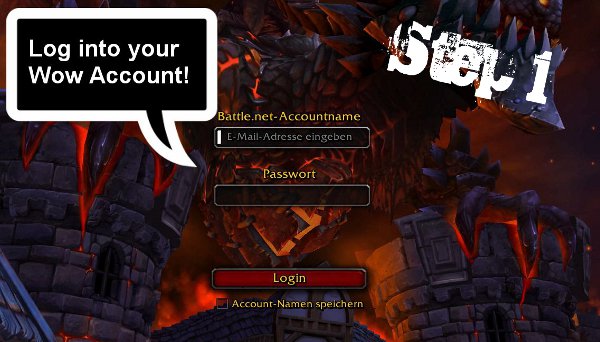 Log into your
Wow Account!
Step 1
Battle.net-Accountname
E-Mail-Adresse eingeben
Passwort
Login
Account-Namen speichern